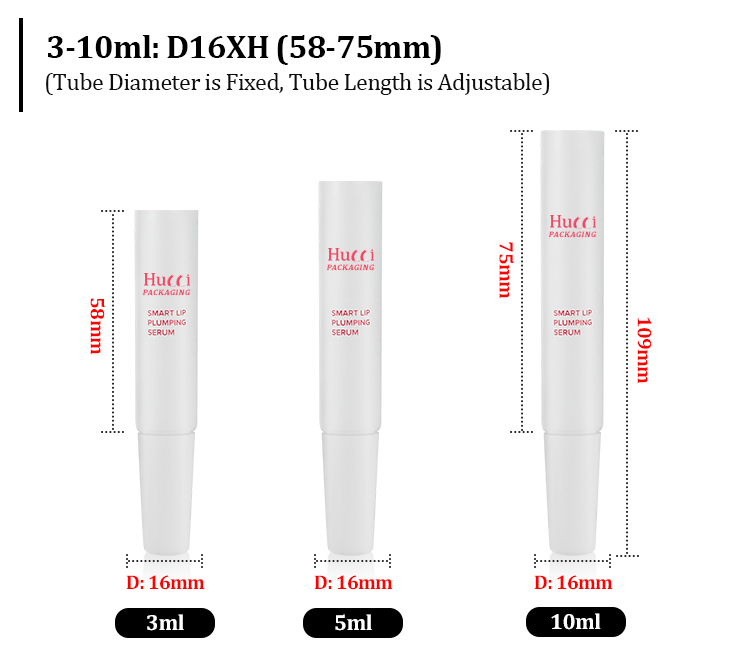 3-10ml: D16XH (58-75mm)
(Tube Diameter is Fixed, Tube Length is Adjustable)
Hucci
PACKAGING
SMART LIP
PLUMPING
SERUM
58mm
D: 16mm
3ml
Hucci
PACKAGING
SMART LIP
PLUMPING
SERUM
D: 16mm
5ml
Hucci
PACKAGING
SMART LIP
PLUMPING
SERUM
75mm
109mm
D: 16mm
10ml